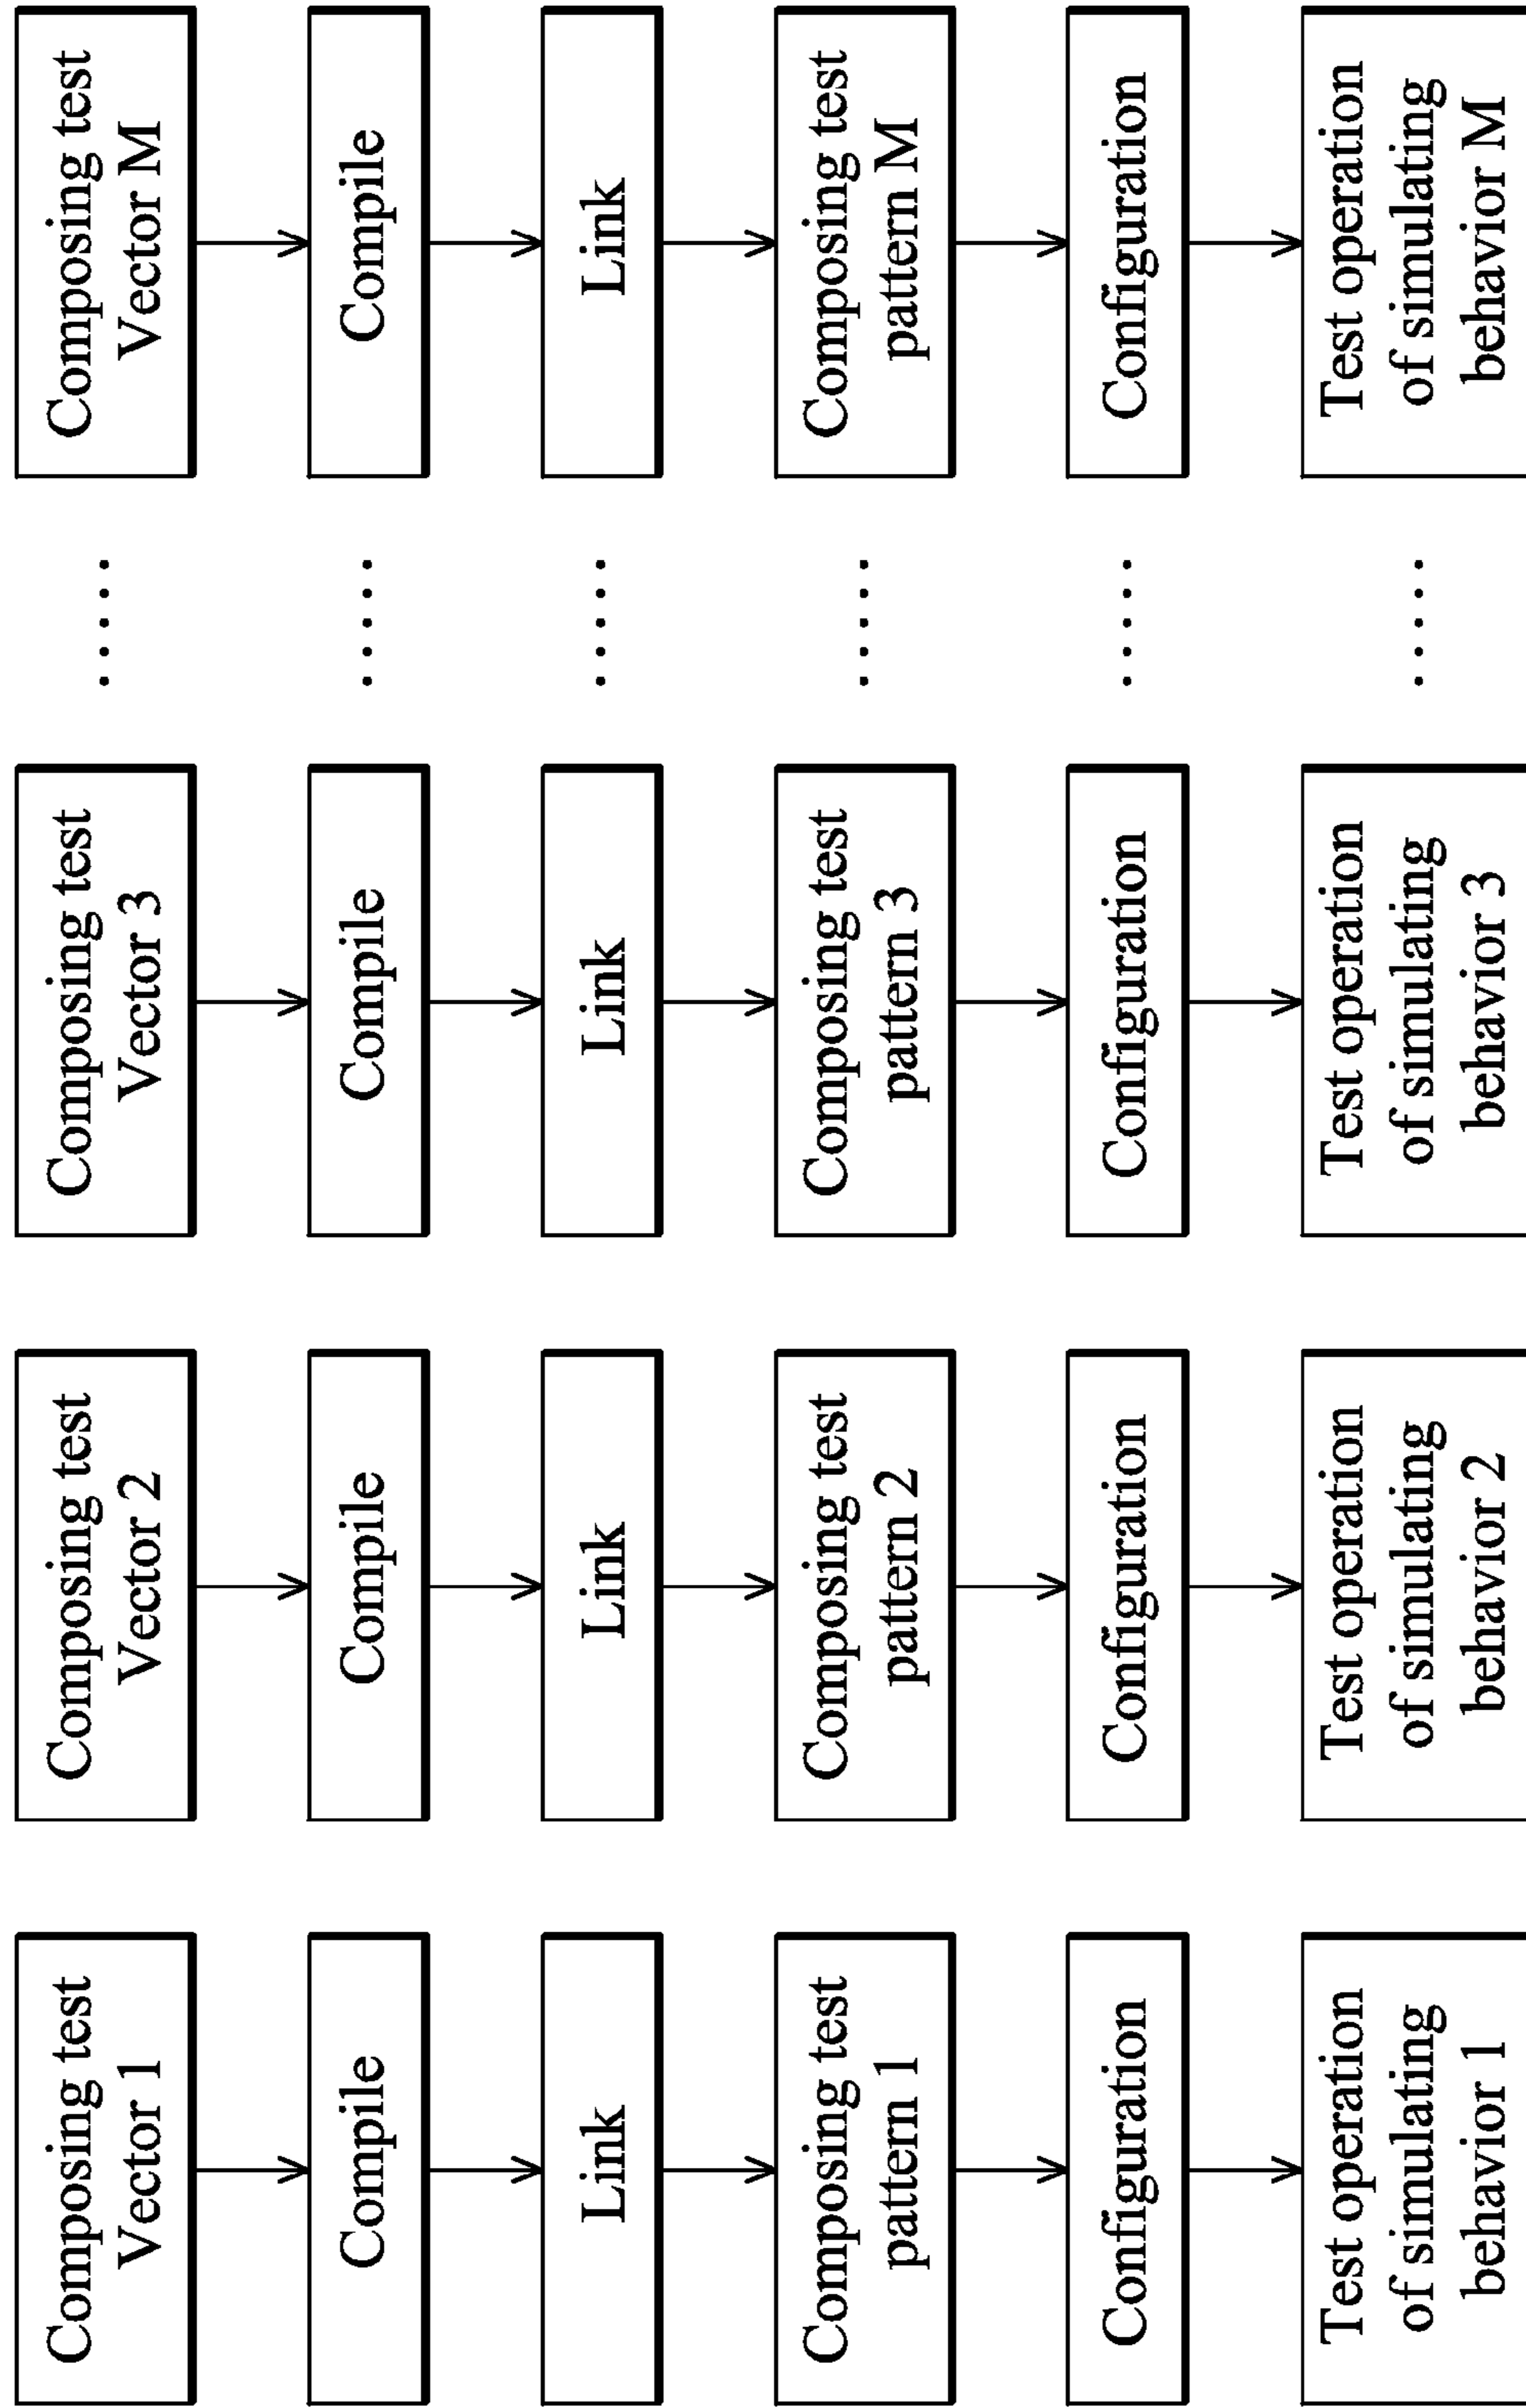 Composing test
Vector 1
Compile
Link
Composing test
pattern 1
Configuration
Test operation
of simulating
behavior 1
Composing test
Vector 2
Compile
Link
Composing test
pattern 2
Configuration
Test operation
of simulating
behavior 2
Composing test
Vector 3
Compile
Link
Composing test
pattern 3
Configuration
Test operation
of simulating
behavior 3
.....
.....
.....
.....
.....
.....
Composing test
Vector M
Compile
Link
Composing test
pattern M
Configuration
Test operation
of simulating
behavior M